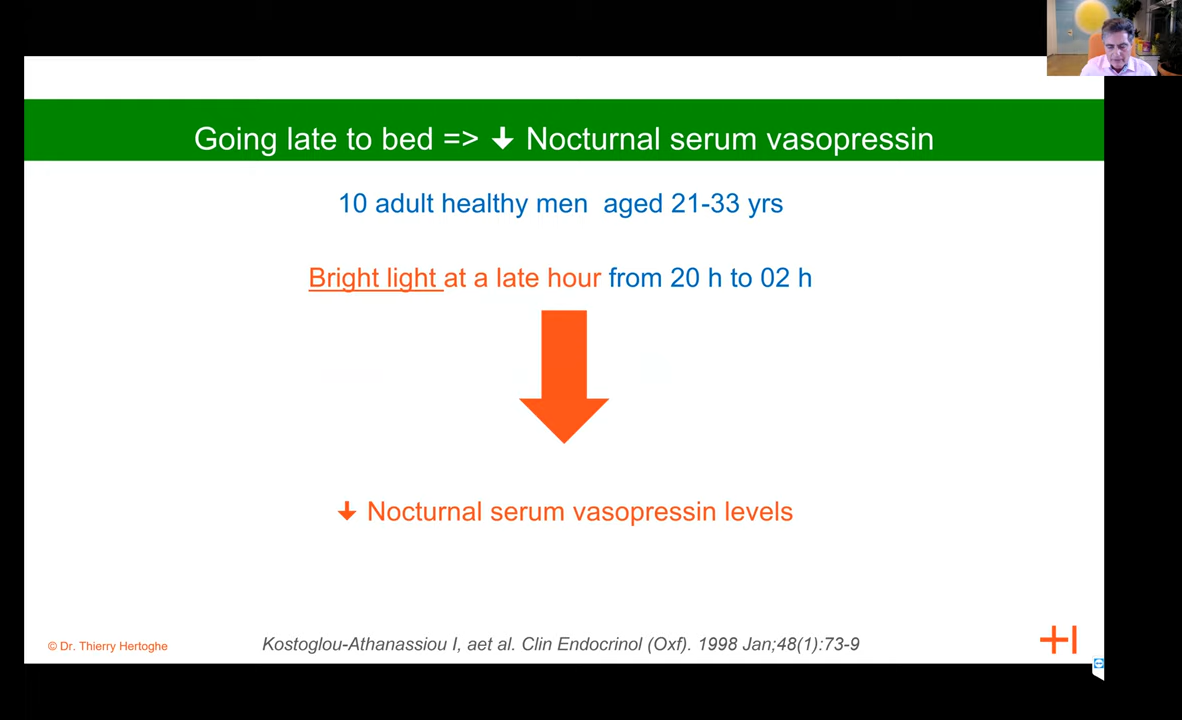 Going late to bed => ↓ Nocturnal serum vasopressin
10 adult healthy men aged 21-33 yrs
Bright light at a late hour from 20 h to 02 h
↓ Nocturnal serum vasopressin levels
© Dr. Thierry Hertoghe
Kostoglou-Athanassiou I, aet al. Clin Endocrinol (Oxf). 1998 Jan;48(1):73-9